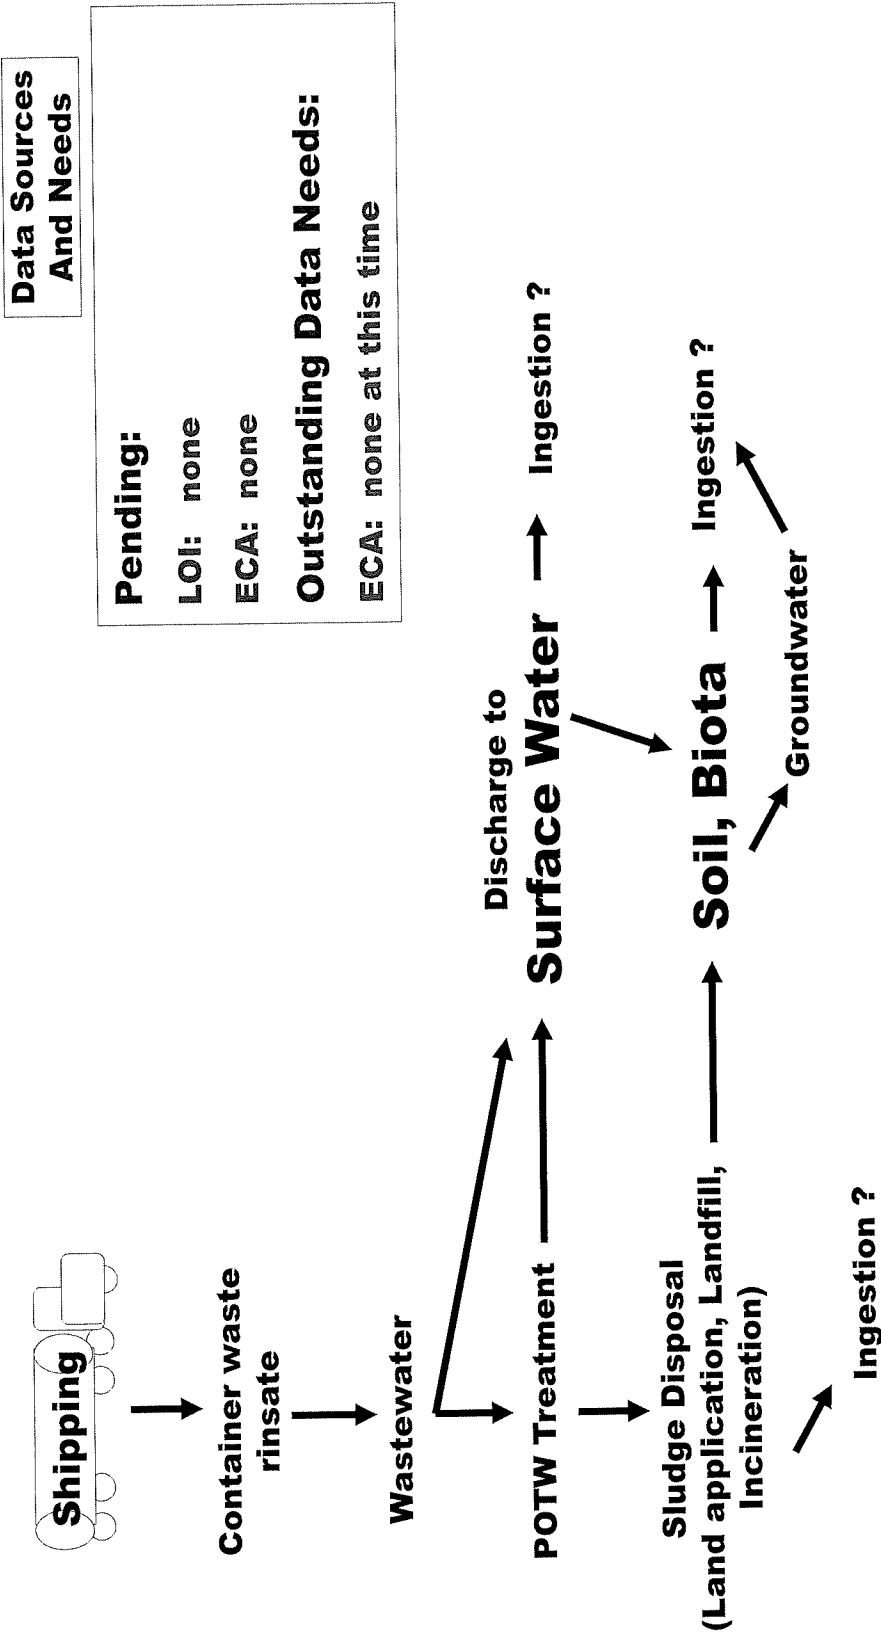 Data Sources
And Needs
Pending:
LOI: none
ECA: none
Outstanding Data Needs:
ECA: none at this time
Shipping
Container waste
rinsate
Wastewater
POTW Treatment
Discharge to
Surface Water
Ingestion ?
Sludge Disposal
(Land application, Landfill,
Incineration)
Soil, Biota
Ingestion ?
Groundwater
Ingestion ?